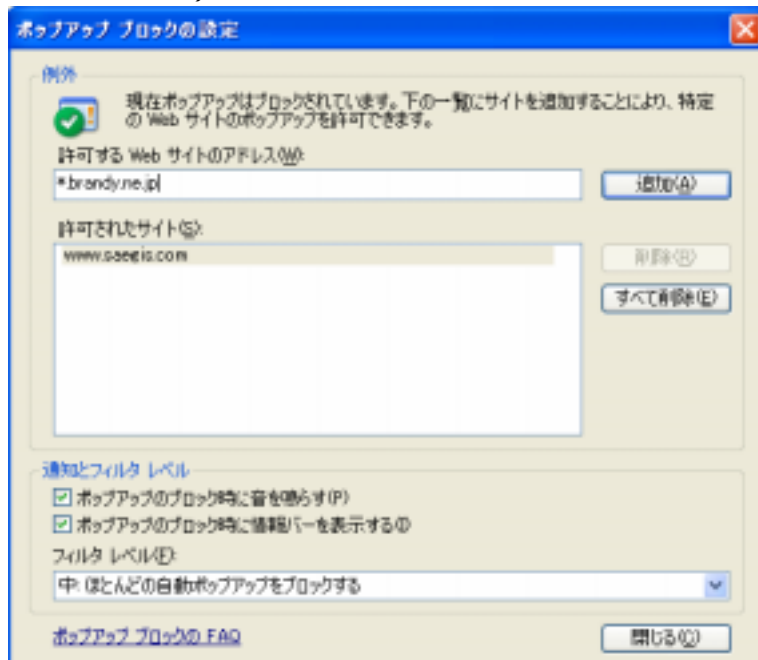 ポップアップ ブロックの設定
例外
現在ポップアップはブロックされています。下の一覧にサイトを追加することにより、特定
の Web サイトのポップアップを許可できます。
許可する Web サイトのアドレス(W):
*.brandy.ne.jp
追加(A)
許可されたサイト(S):
www.saegis.com
削除(R)
すべて削除(E)
通知とフィルタ レベル
ポップアップのブロック時に音を鳴らす(P)
ポップアップのブロック時に情報バーを表示する(I)
フィルタ レベル(F):
中: ほとんどの自動ポップアップをブロックする
ポップアップ ブロックの FAQ
閉じる(C)